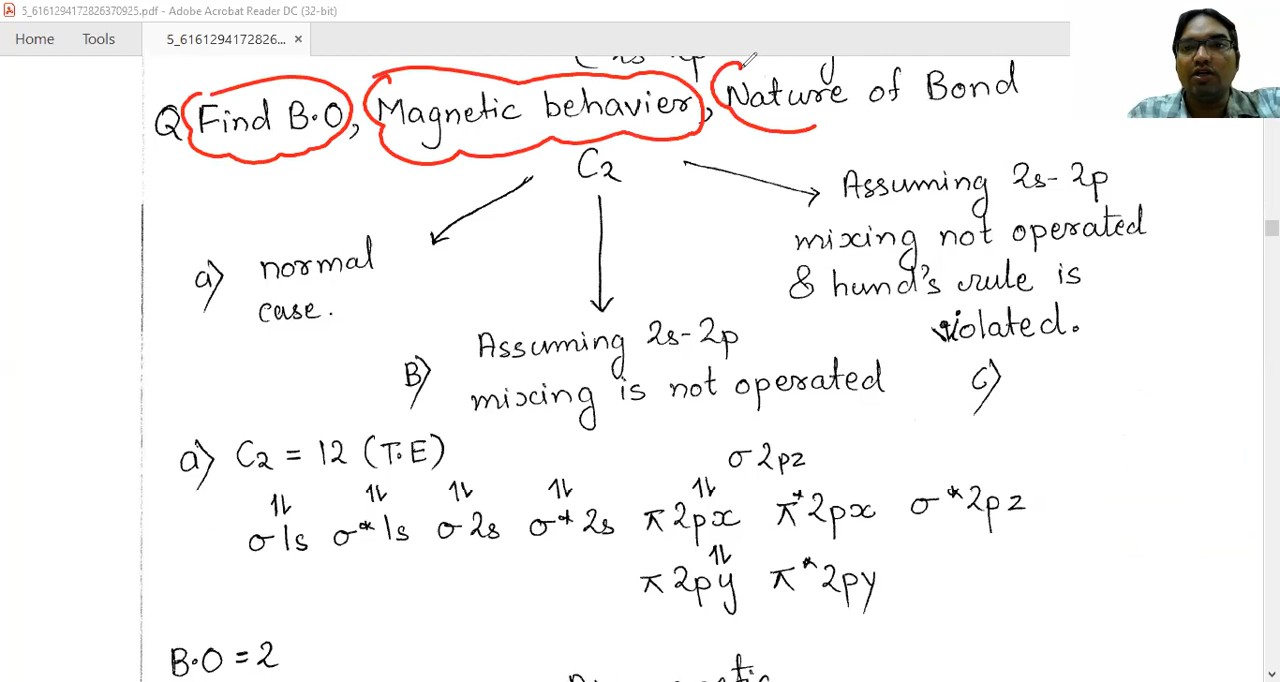 5_6161294172826370925.pdf - Adobe Acrobat Reader DC (32-bit)
Home Tools 5_6161294172826... ×
Q Find B.O, Magnetic behavier, Nature of Bond
C2
a) normal
case.
B) Assuming 2s-2p
mixing is not operated
Assuming 2s-2p
mixing not operated
& hund's rule is
violated.
C)
a) C2 = 12 (T.E)
σ2pz
⥮ ⥮ ⥮ ⥮ ⥮
σ1s σ*1s σ2s σ*2s π2px π*2px σ*2pz
⥮
π2py π*2py
B.O = 2